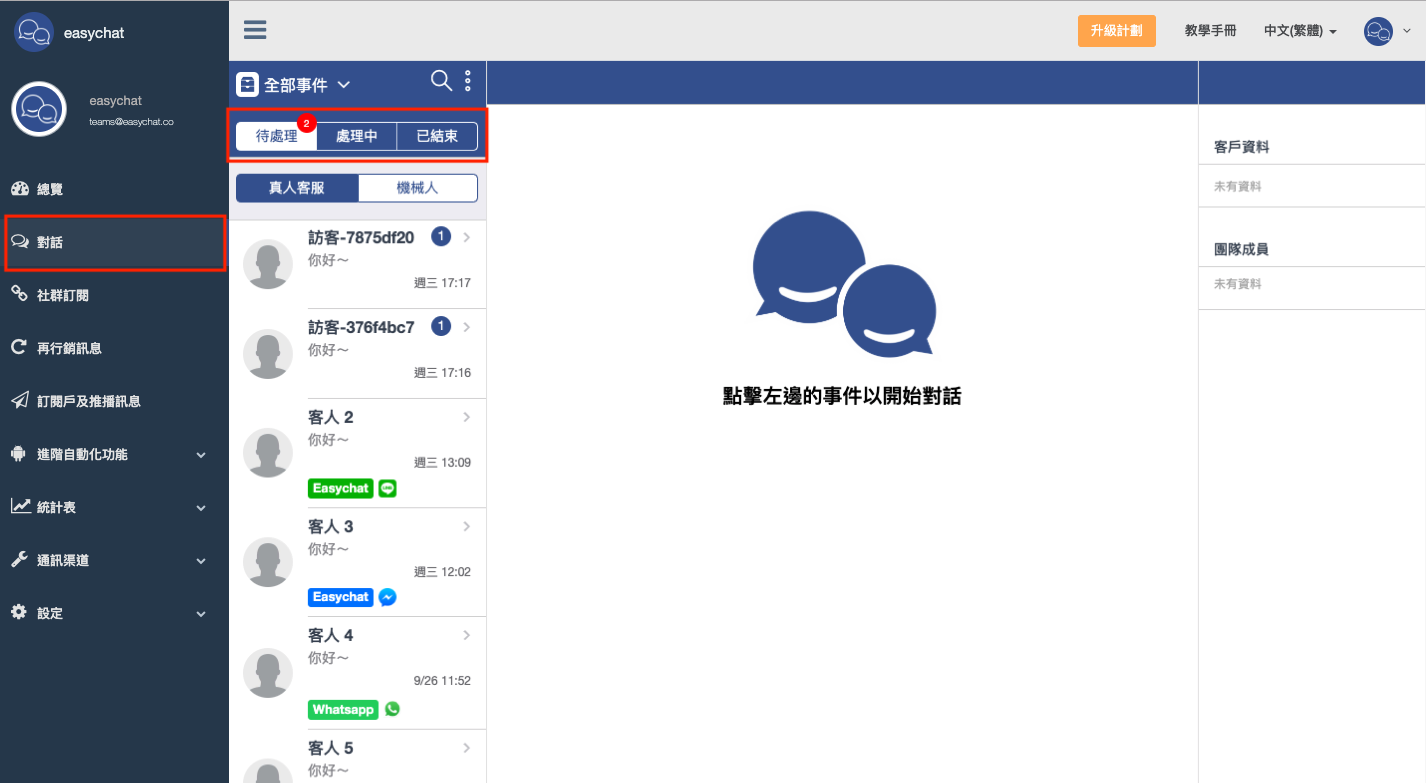 easychat
升級計劃
教學手冊
中文(繁體)
easychat
teams@easychat.co
總覽
對話
社群訂閱
再行銷訊息
訂閱戶及推播訊息
進階自動化功能
統計表
通訊渠道
設定
全部事件
待處理 2 處理中 已結束
真人客服 機械人
訪客-7875df20 1
你好～
週三 17:17
訪客-376f4bc7 1
你好～
週三 17:16
客人 2
你好～
週三 13:09
Easychat
客人 3
你好～
週三 12:02
Easychat
客人 4
你好～
9/26 11:52
Whatsapp
客人 5
你好～
點擊左邊的事件以開始對話
客戶資料
未有資料
團隊成員
未有資料